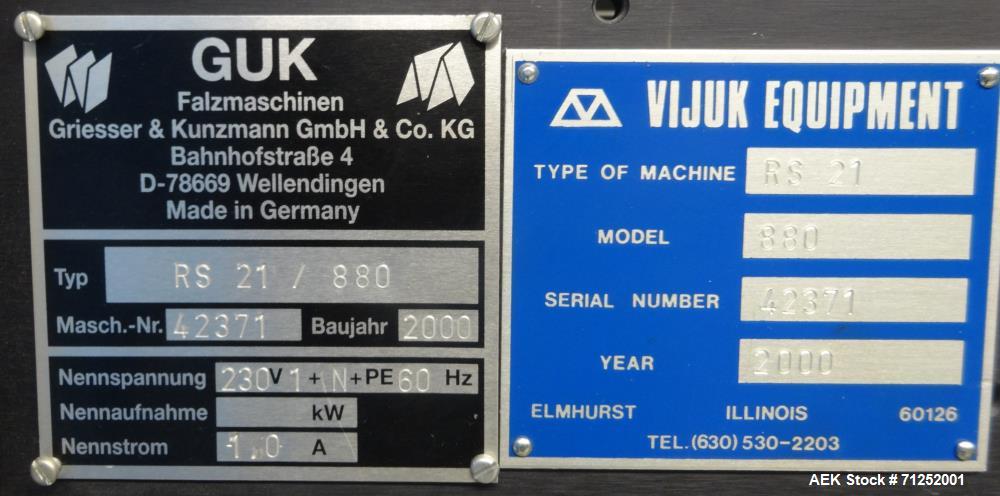 GUK
Falzmaschinen
Griesser & Kunzmann GmbH & Co. KG
Bahnhofstraße 4
D-78669 Wellendingen
Made in Germany
Typ RS 21 / 880
Masch.-Nr. 42371 Baujahr 2000
Nennspannung 230V 1+N+PE 60 Hz
Nennaufnahme kW
Nennstrom 1,0 A
VIJUK EQUIPMENT
TYPE OF MACHINE RS 21
MODEL 880
SERIAL NUMBER 42371
YEAR 2000
ELMHURST ILLINOIS 60126
TEL.(630) 530-2203
AEK Stock # 71252001